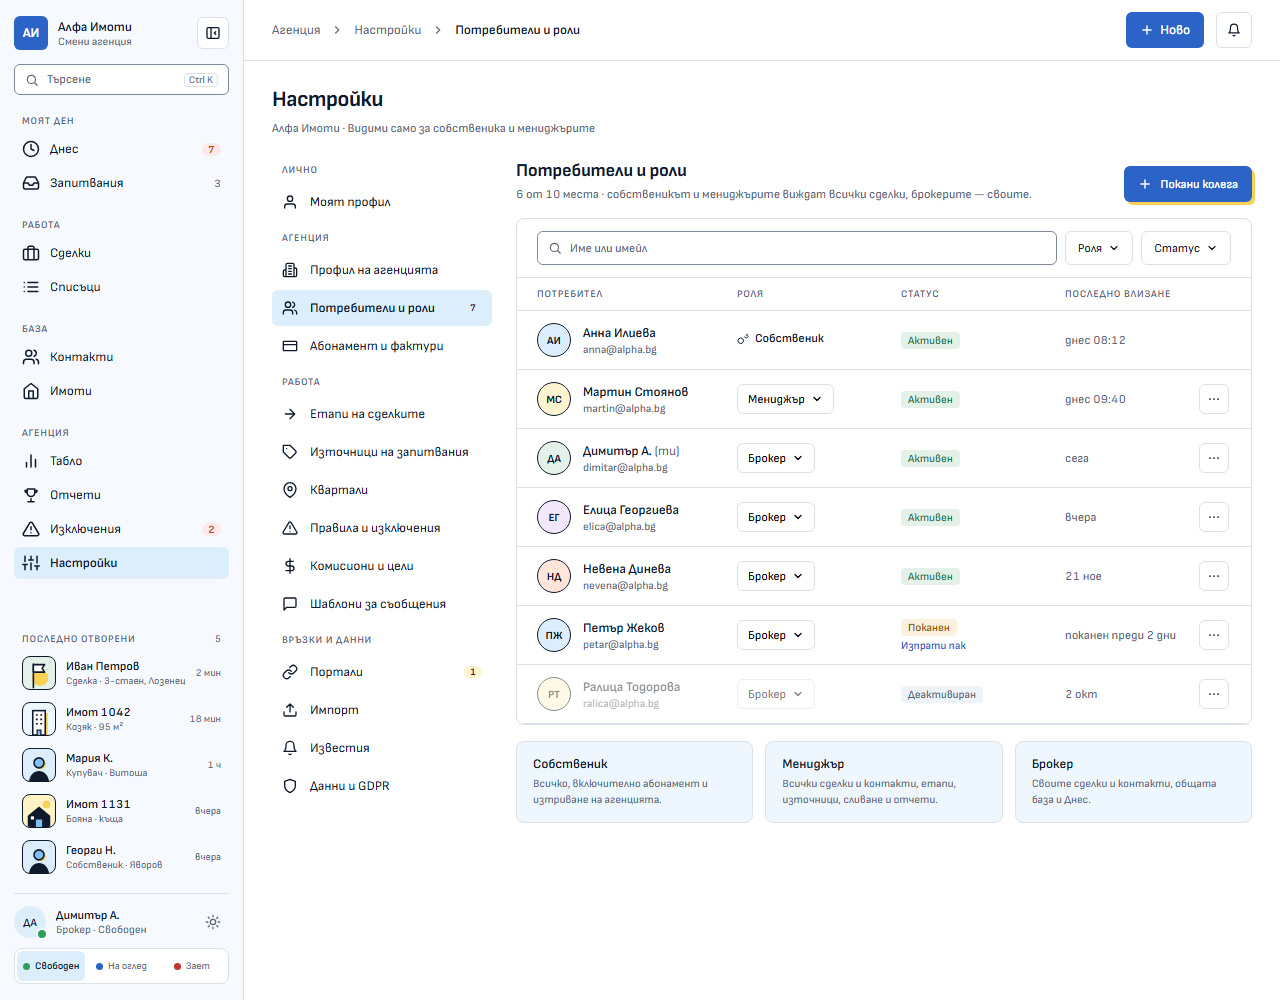 АИ
Алфа Имоти
Смени агенция
Търсене
Ctrl K
МОЯТ ДЕН
Днес
7
Запитвания
3
РАБОТА
Сделки
Списъци
БАЗА
Контакти
Имоти
АГЕНЦИЯ
Табло
Отчети
Изключения
2
Настройки
ПОСЛЕДНО ОТВОРЕНИ
5
Иван Петров
Сделка · 3-стаен, Лозенец
2 мин
Имот 1042
Козяк · 95 м²
18 мин
Мария К.
Купувач · Витоша
1 ч
Имот 1131
Бояна · къща
вчера
Георги Н.
Собственик · Яворов
вчера
ДА
Димитър А.
Брокер · Свободен
Свободен
На оглед
Зает
Агенция
Настройки
Потребители и роли
Ново
Настройки
Алфа Имоти · Видими само за собственика и мениджърите
ЛИЧНО
Моят профил
АГЕНЦИЯ
Профил на агенцията
Потребители и роли
7
Абонамент и фактури
РАБОТА
Етапи на сделките
Източници на запитвания
Квартали
Правила и изключения
Комисиони и цели
Шаблони за съобщения
ВРЪЗКИ И ДАННИ
Портали
1
Импорт
Известия
Данни и GDPR
Потребители и роли
6 от 10 места · собственикът и мениджърите виждат всички сделки, брокерите — своите.
Покани колега
Име или имейл
Роля
Статус
ПОТРЕБИТЕЛ
РОЛЯ
СТАТУС
ПОСЛЕДНО ВЛИЗАНЕ
АИ
Анна Илиева
anna@alpha.bg
Собственик
Активен
днес 08:12
МС
Мартин Стоянов
martin@alpha.bg
Мениджър
Активен
днес 09:40
ДА
Димитър А. (ти)
dimitar@alpha.bg
Брокер
Активен
сега
ЕГ
Елица Георгиева
elica@alpha.bg
Брокер
Активен
вчера
НД
Невена Динева
nevena@alpha.bg
Брокер
Активен
21 ное
ПЖ
Петър Жеков
petar@alpha.bg
Брокер
Поканен
Изпрати пак
поканен преди 2 дни
РТ
Ралица Тодорова
ralica@alpha.bg
Брокер
Деактивиран
2 окт
Собственик
Всичко, включително абонамент и
изтриване на агенцията.
Мениджър
Всички сделки и контакти, етапи,
източници, сливане и отчети.
Брокер
Своите сделки и контакти, общата
база и Днес.